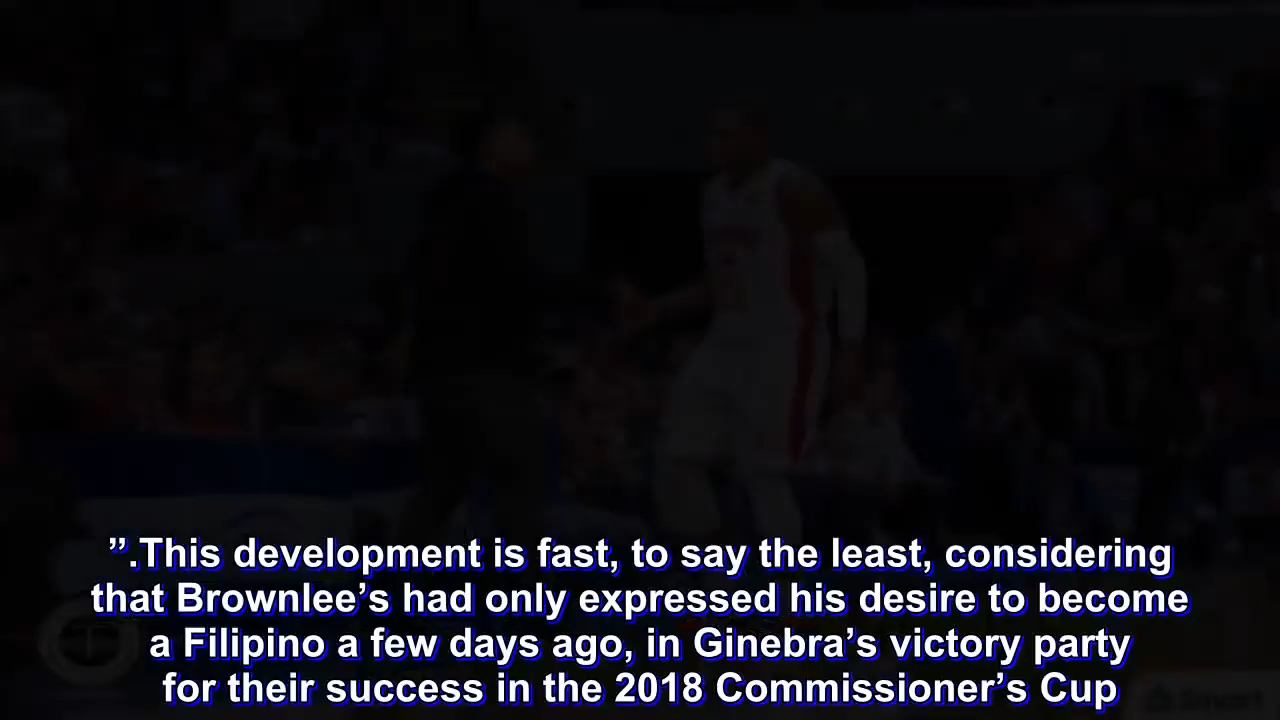 ”.This development is fast, to say the least, considering
that Brownlee’s had only expressed his desire to become
a Filipino a few days ago, in Ginebra’s victory party
for their success in the 2018 Commissioner’s Cup
Smart